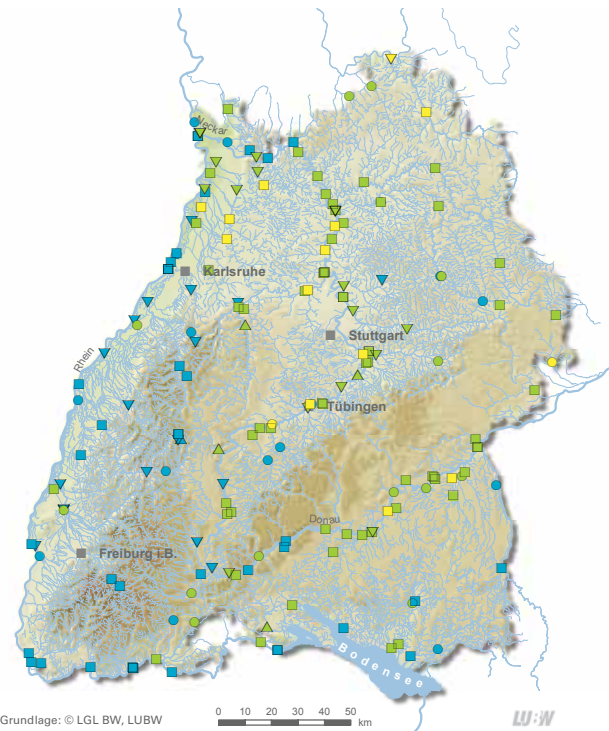 Neckar
Karlsruhe
Rhein
Stuttgart
Tübingen
Donau
Freiburg i.B.
Bodensee
0 10 20 30 40 50
km
Grundlage: © LGL BW, LUBW
LU:W